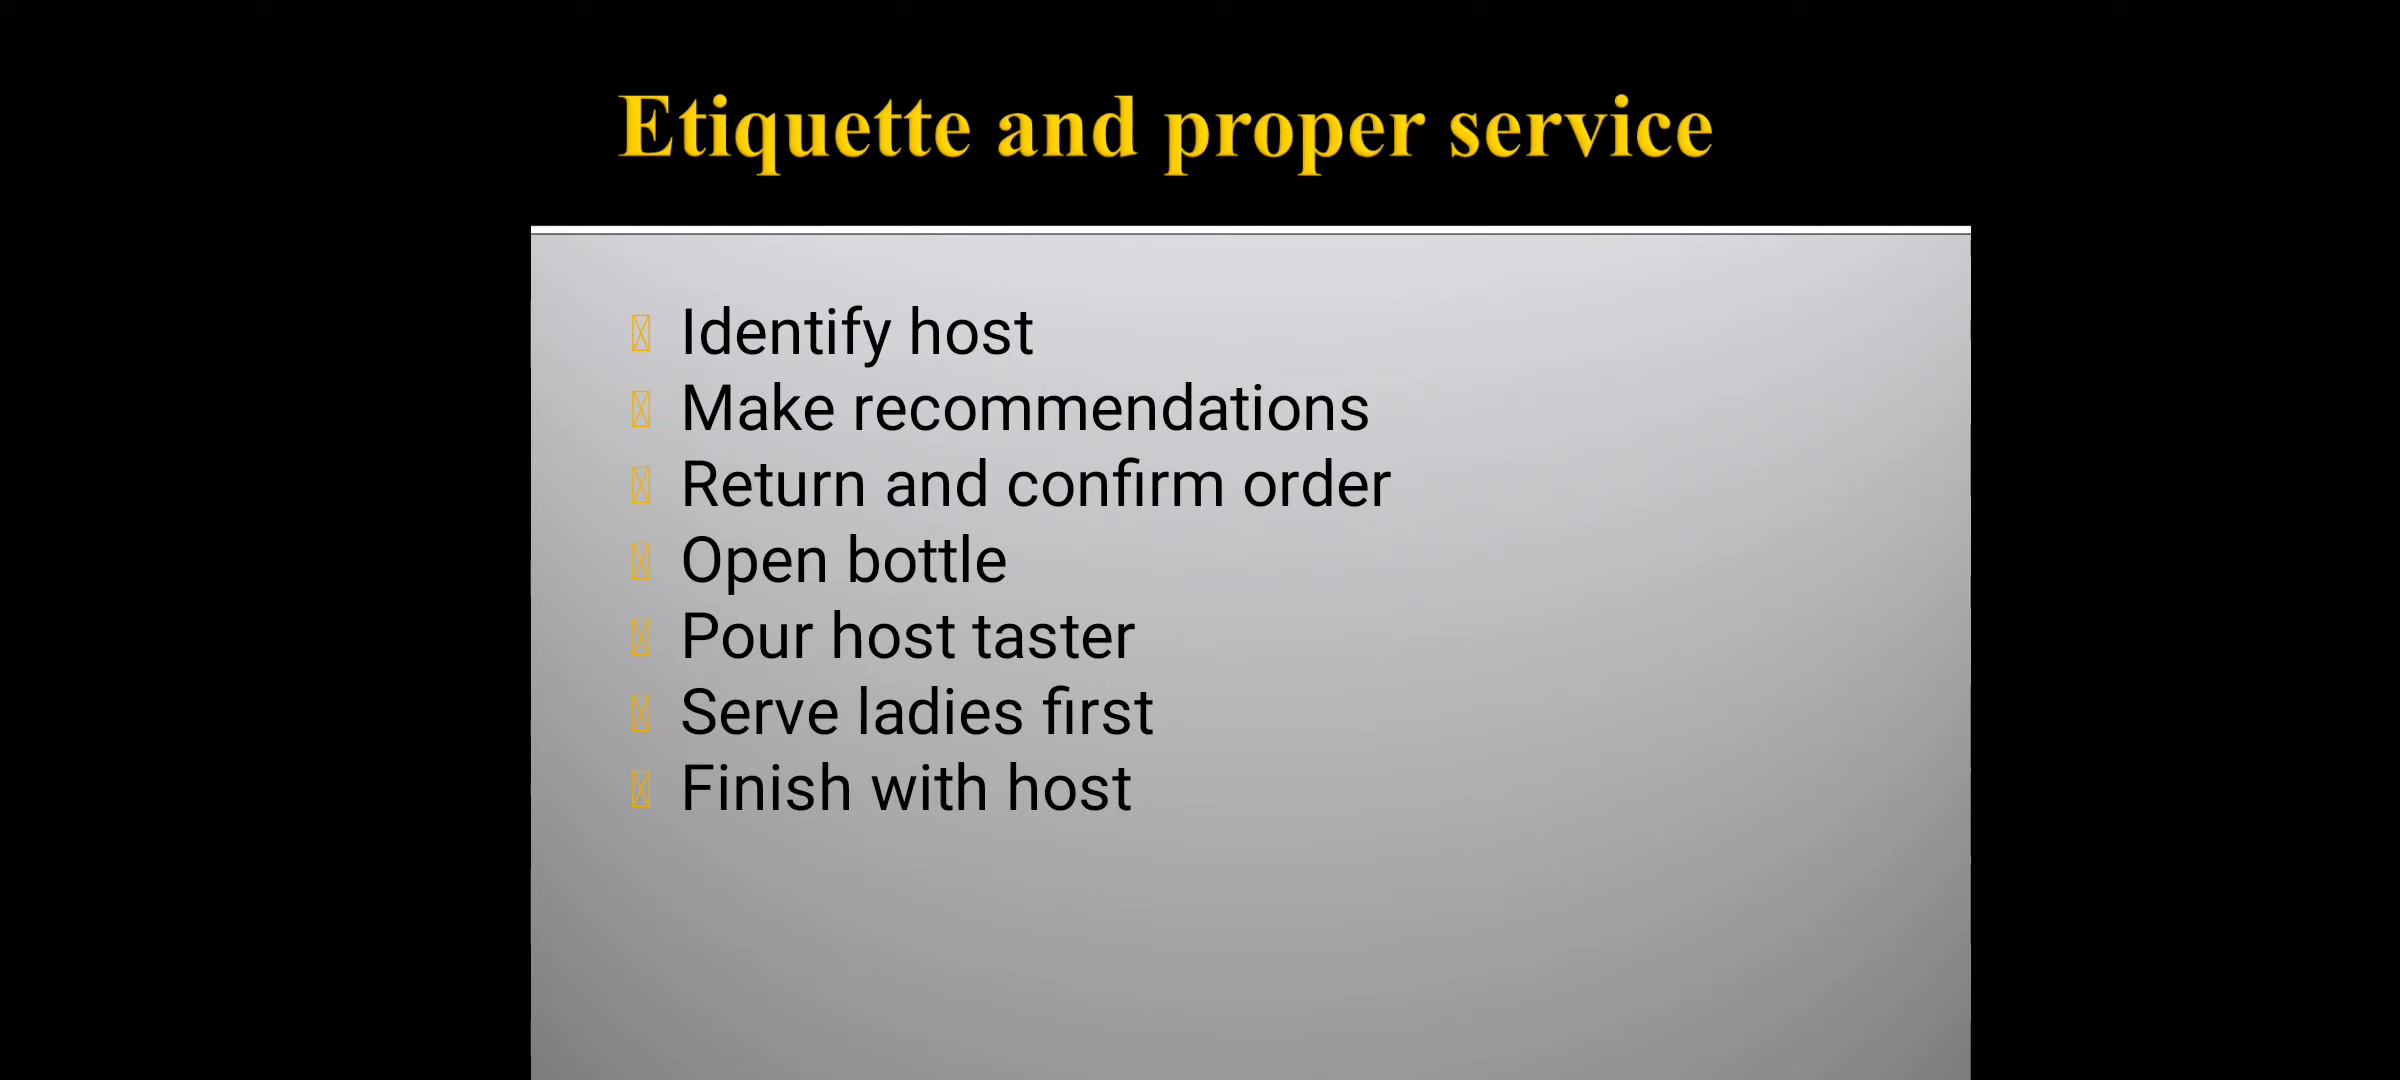 Etiquette and proper service
Identify host
Make recommendations
Return and confirm order
Open bottle
Pour host taster
Serve ladies first
Finish with host